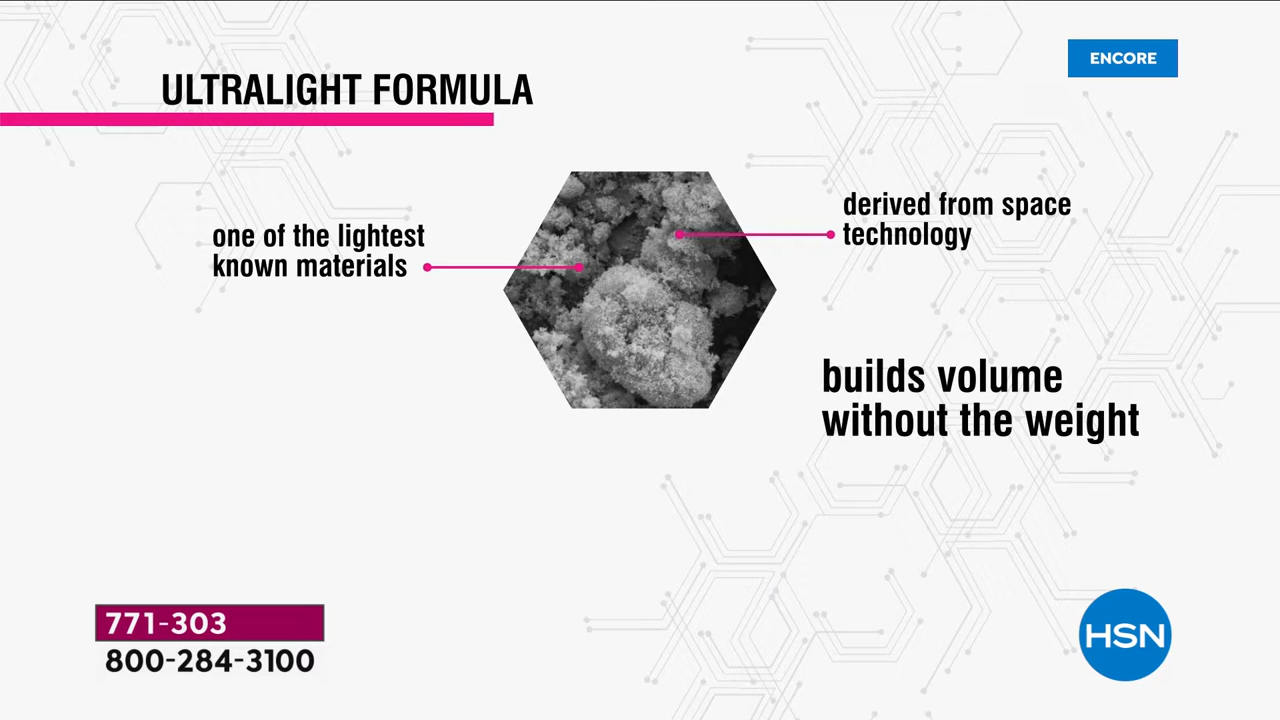 ENCORE
ULTRALIGHT FORMULA
one of the lightest
known materials
derived from space
technology
builds volume
without the weight
771-303
800-284-3100
HSN